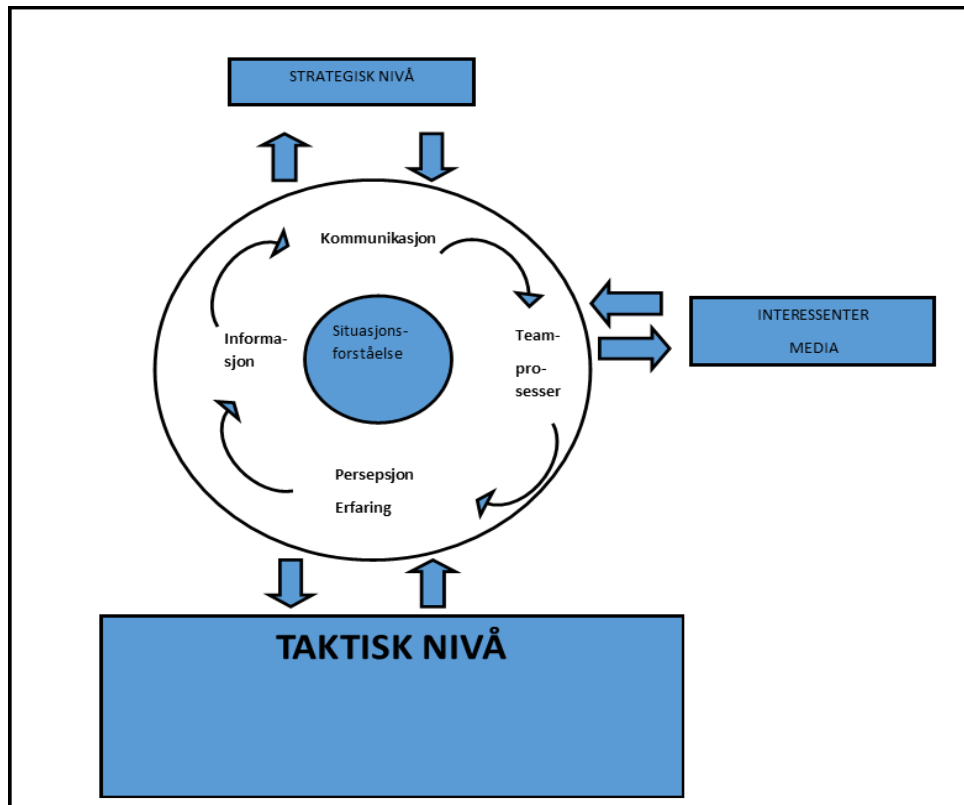 STRATEGISK NIVÅ
Kommunikasjon
Informa-
sjon
Situasjons-
forståelse
Team-
pro-
sesser
INTERESSENTER
MEDIA
Persepsjon
Erfaring
TAKTISK NIVÅ